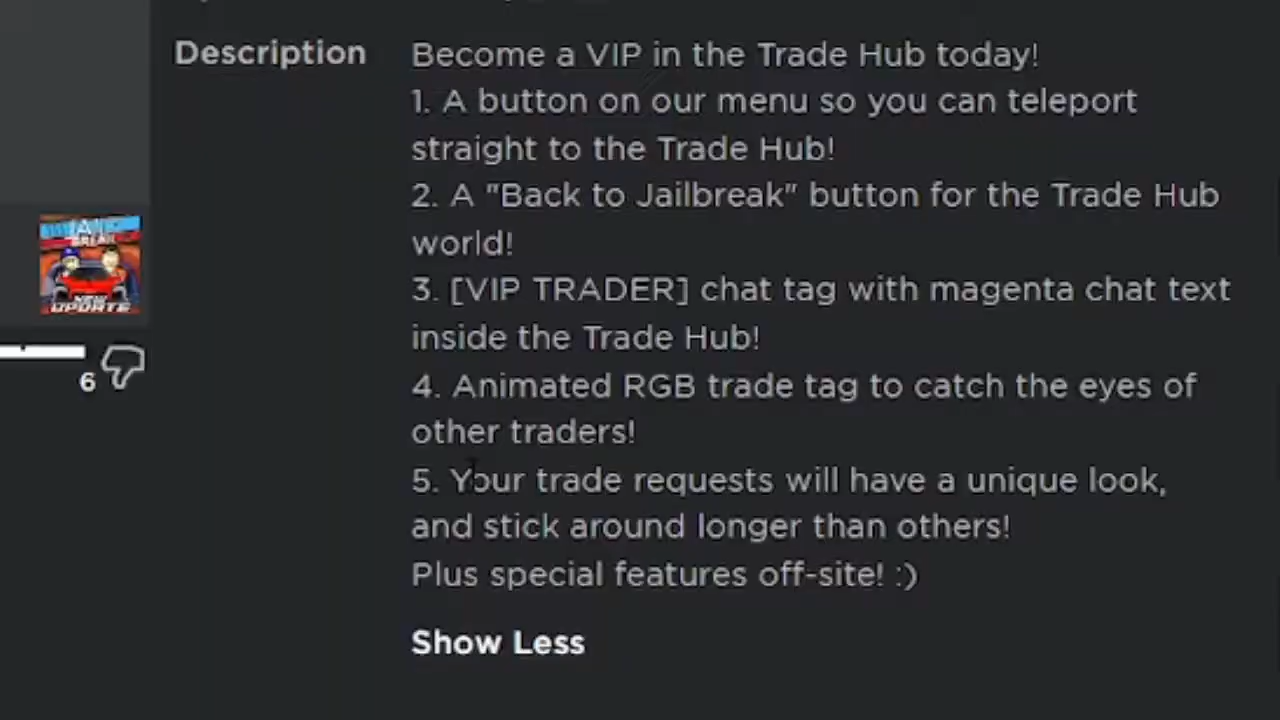 Description
Become a VIP in the Trade Hub today!
1. A button on our menu so you can teleport
straight to the Trade Hub!
2. A "Back to Jailbreak" button for the Trade Hub
world!
3. [VIP TRADER] chat tag with magenta chat text
inside the Trade Hub!
4. Animated RGB trade tag to catch the eyes of
other traders!
5. Your trade requests will have a unique look,
and stick around longer than others!
Plus special features off-site! :)
Show Less
JAIL
BREAK
NEW
UPDATE
6